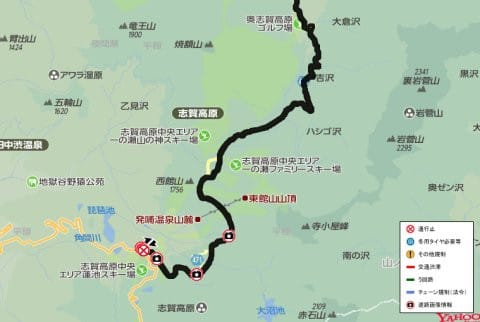 竜王山
1900
奥志賀高原
ゴルフ場
大倉沢
1424
焼額山
吉沢
アワラ湿原
2341
裏岩菅山
五輪山
1620
乙見沢
志賀高原
岩菅山
ハシゴ沢
志賀高原中央エリア
一の瀬山の神スキー場
岩菅山
2295
田中渋温泉
地獄谷野猿公苑
西館山
1756
志賀高原中央エリア
一の瀬ファミリースキー場
奥ゼン沢
発哺温泉山麓
東館山山頂
琵琶池
寺小屋峰
角間川
南の沢
471
志賀高原中央
エリア蓮池スキー場
志賀高原
大沼池
2109
赤石山
通行止
冬用タイヤ必要等
その他規制
交通渋滞
5回数
チェーン規制(法令)
道路画像情報
YAHOO